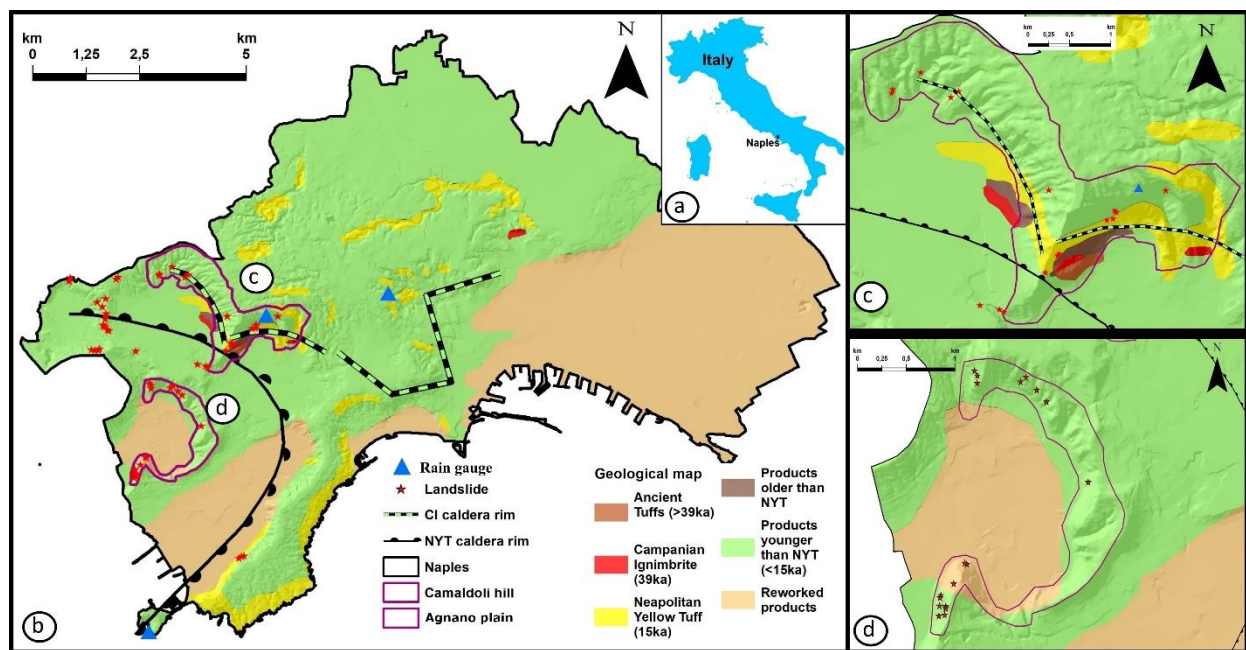 km
0 1,25 2,5 5
N
Italy
Naples
a
c
d
b
Rain gauge
Landslide
CI caldera rim
NYT caldera rim
Naples
Camaldoli hill
Agnano plain
Geological map
Ancient
Tuffs (>39ka)
Campanian
Ignimbrite
(39ka)
Neapolitan
Yellow Tuff
(15ka)
Products
older than
NYT
Products
younger than
NYT
(<15ka)
Reworked
products
km
0 0,25 0,5 1
N
c
km
0 0,25 0,5 1
N
d